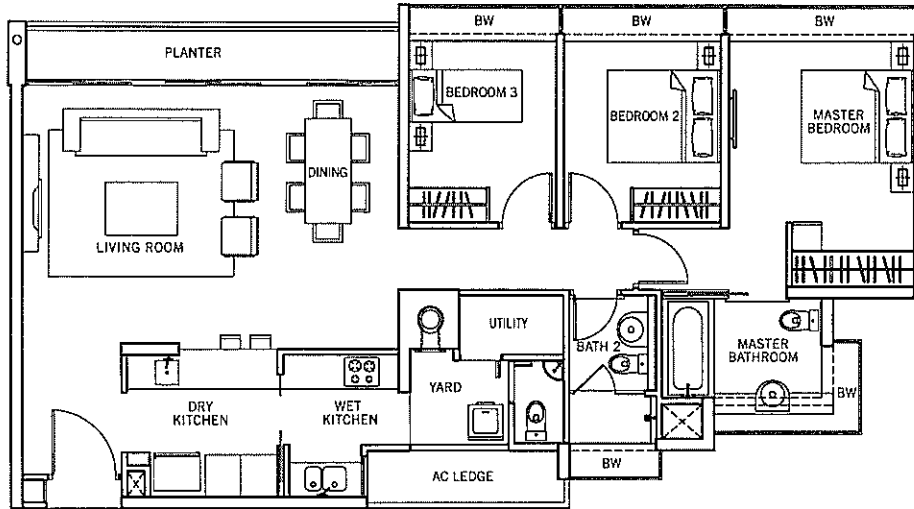 BW
BW
BW
PLANTER
BEDROOM 3
BEDROOM 2
MASTER
BEDROOM
DINING
LIVING ROOM
UTILITY
BATH 2
MASTER
BATHROOM
YARD
BW
DRY
KITCHEN
WET
KITCHEN
AC LEDGE
BW